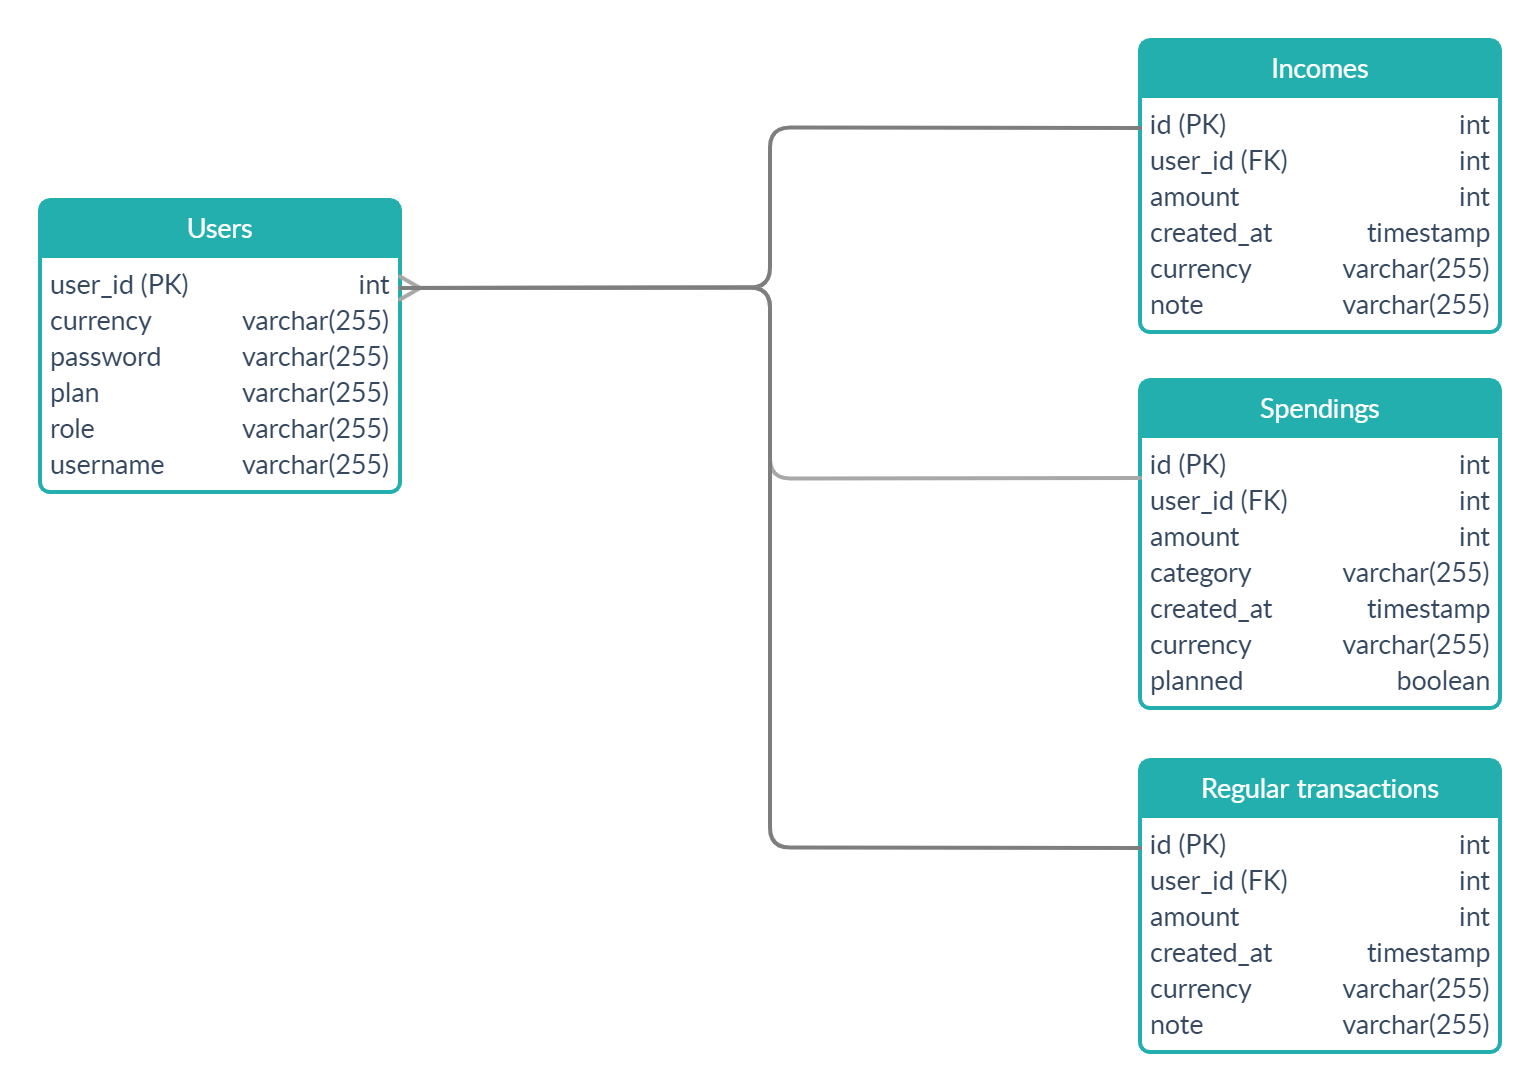 Users
user_id (PK) int
currency varchar(255)
password varchar(255)
plan varchar(255)
role varchar(255)
username varchar(255)
Incomes
id (PK) int
user_id (FK) int
amount int
created_at timestamp
currency varchar(255)
note varchar(255)
Spendings
id (PK) int
user_id (FK) int
amount int
category varchar(255)
created_at timestamp
currency varchar(255)
planned boolean
Regular transactions
id (PK) int
user_id (FK) int
amount int
created_at timestamp
currency varchar(255)
note varchar(255)